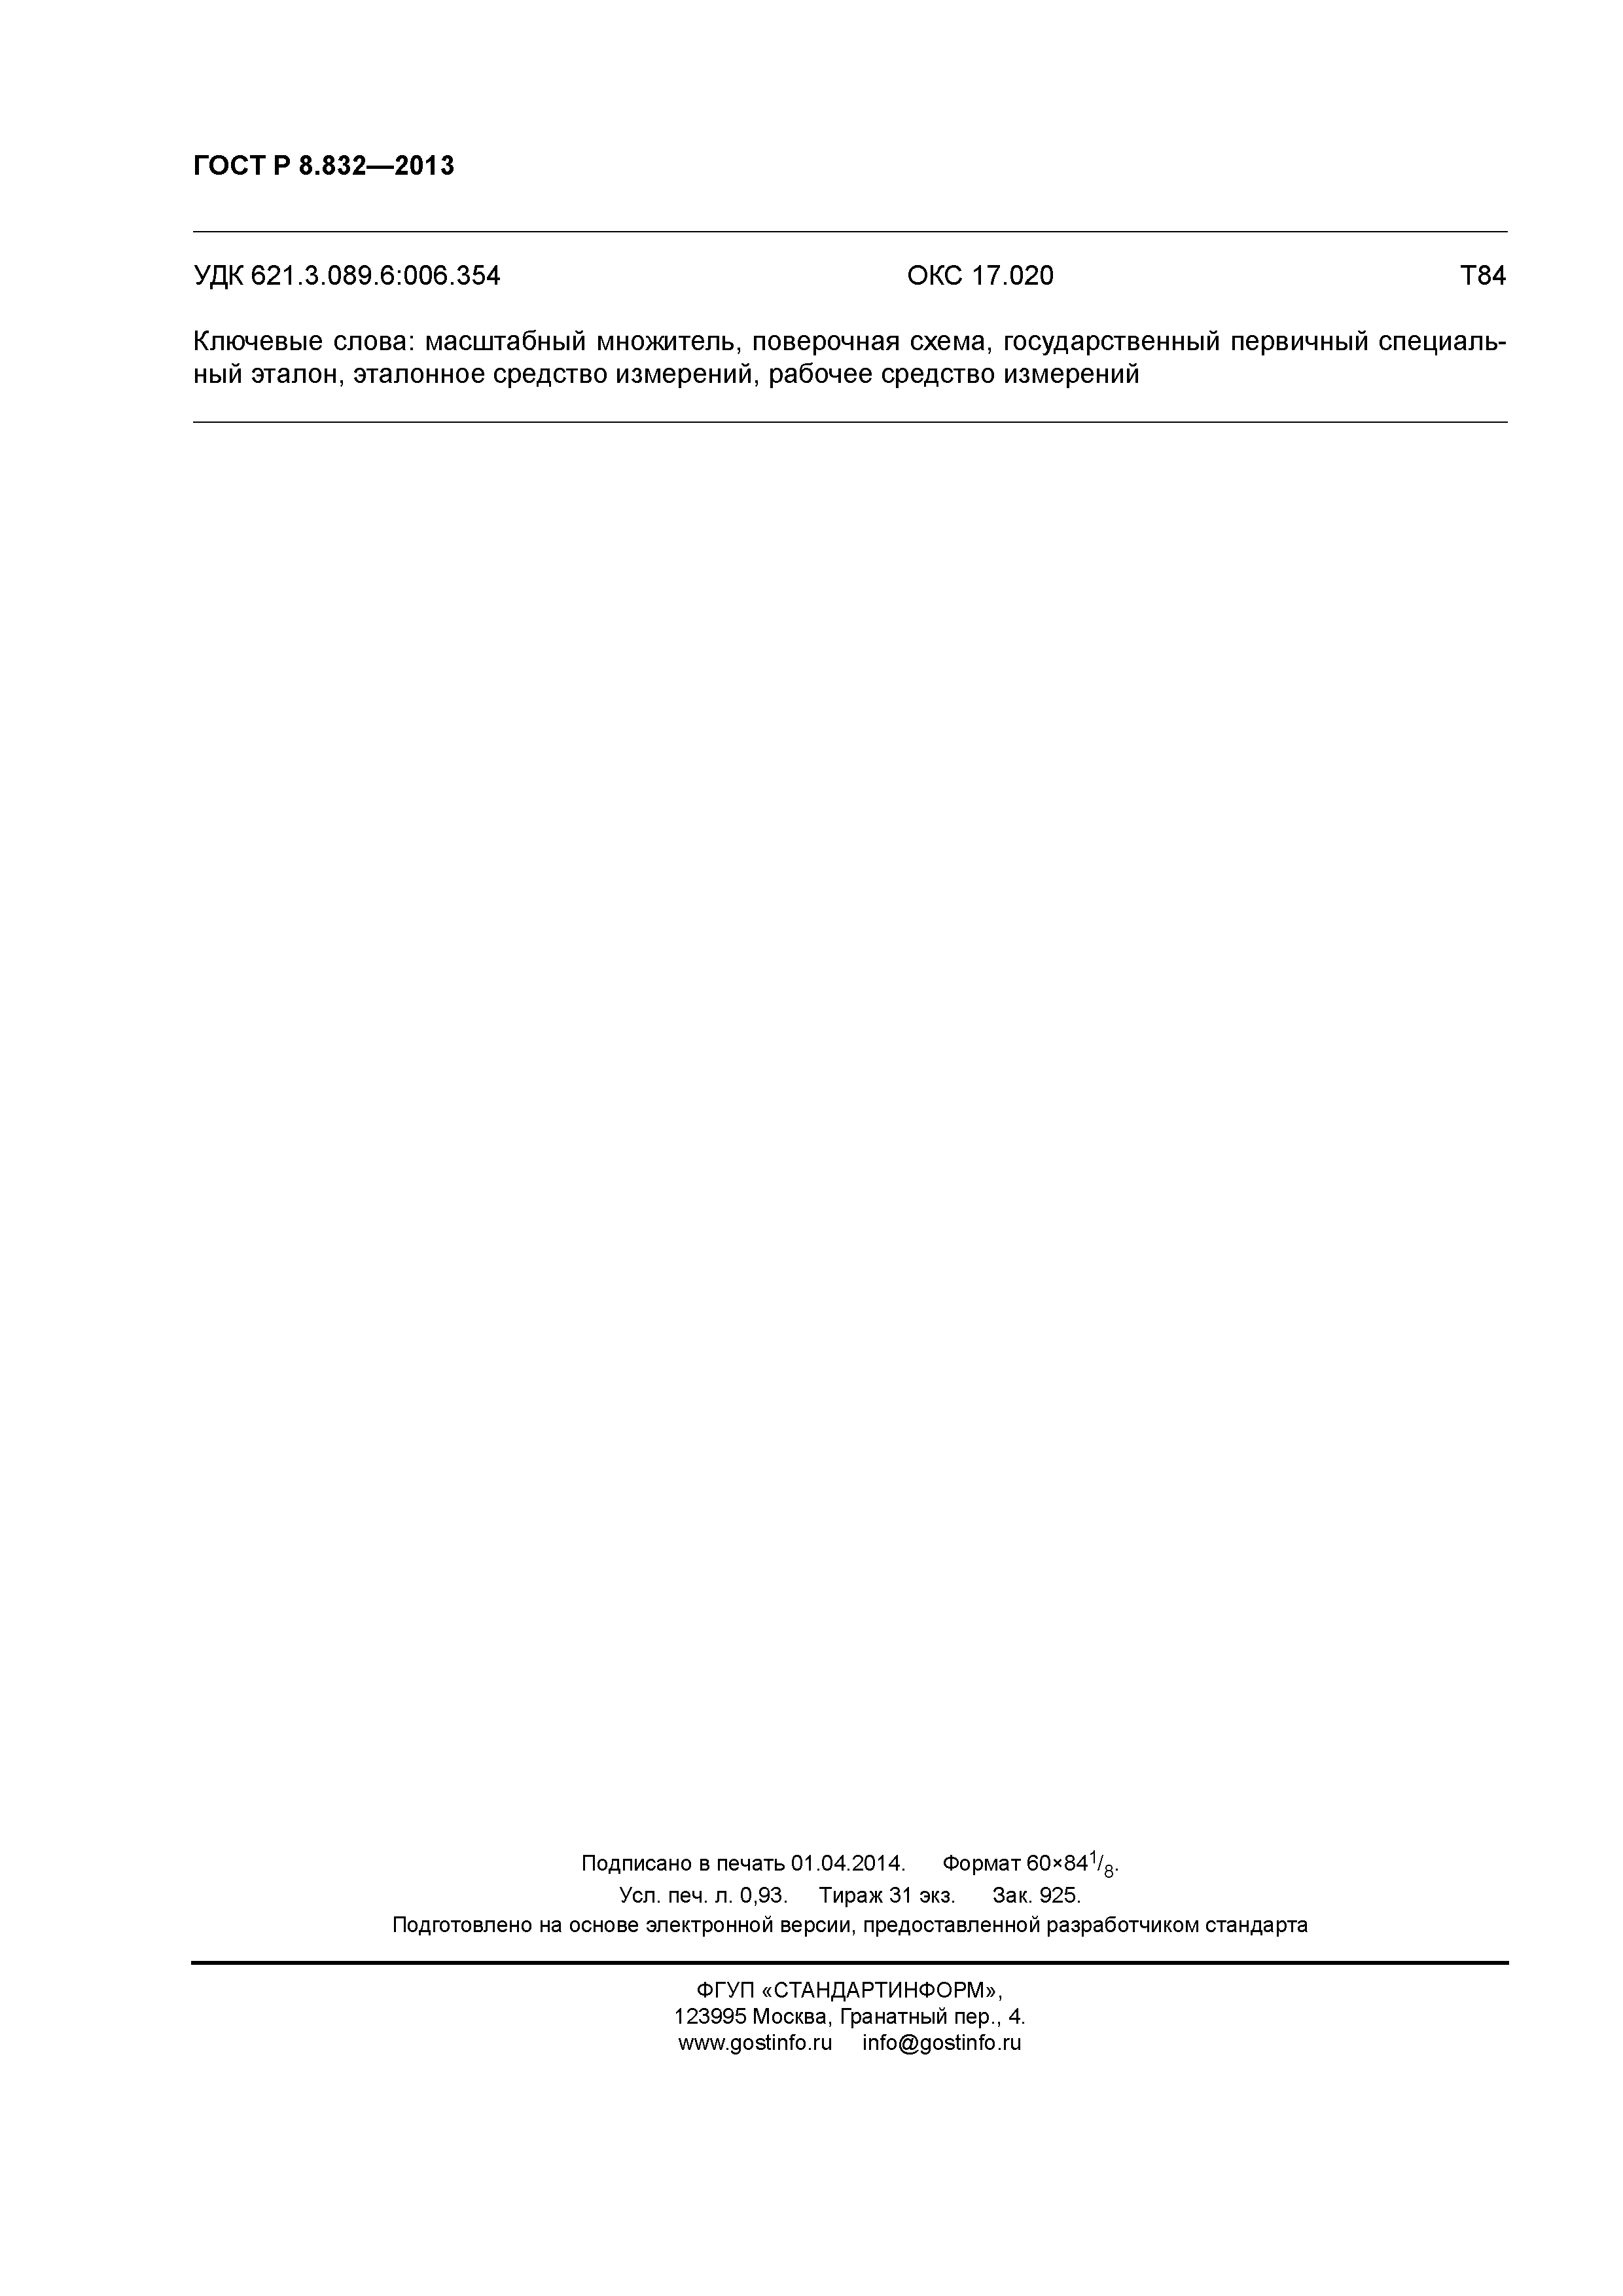 ГОСТ Р 8.832—2013
УДК 621.3.089.6:006.354 ОКС 17.020 Т84
Ключевые слова: масштабный множитель, поверочная схема, государственный первичный специаль-
ный эталон, эталонное средство измерений, рабочее средство измерений
Подписано в печать 01.04.2014. Формат 60×84 1/8.
Усл. печ. л. 0,93. Тираж 31 экз. Зак. 925.
Подготовлено на основе электронной версии, предоставленной разработчиком стандарта
ФГУП «СТАНДАРТИНФОРМ»,
123995 Москва, Гранатный пер., 4.
www.gostinfo.ru info@gostinfo.ru